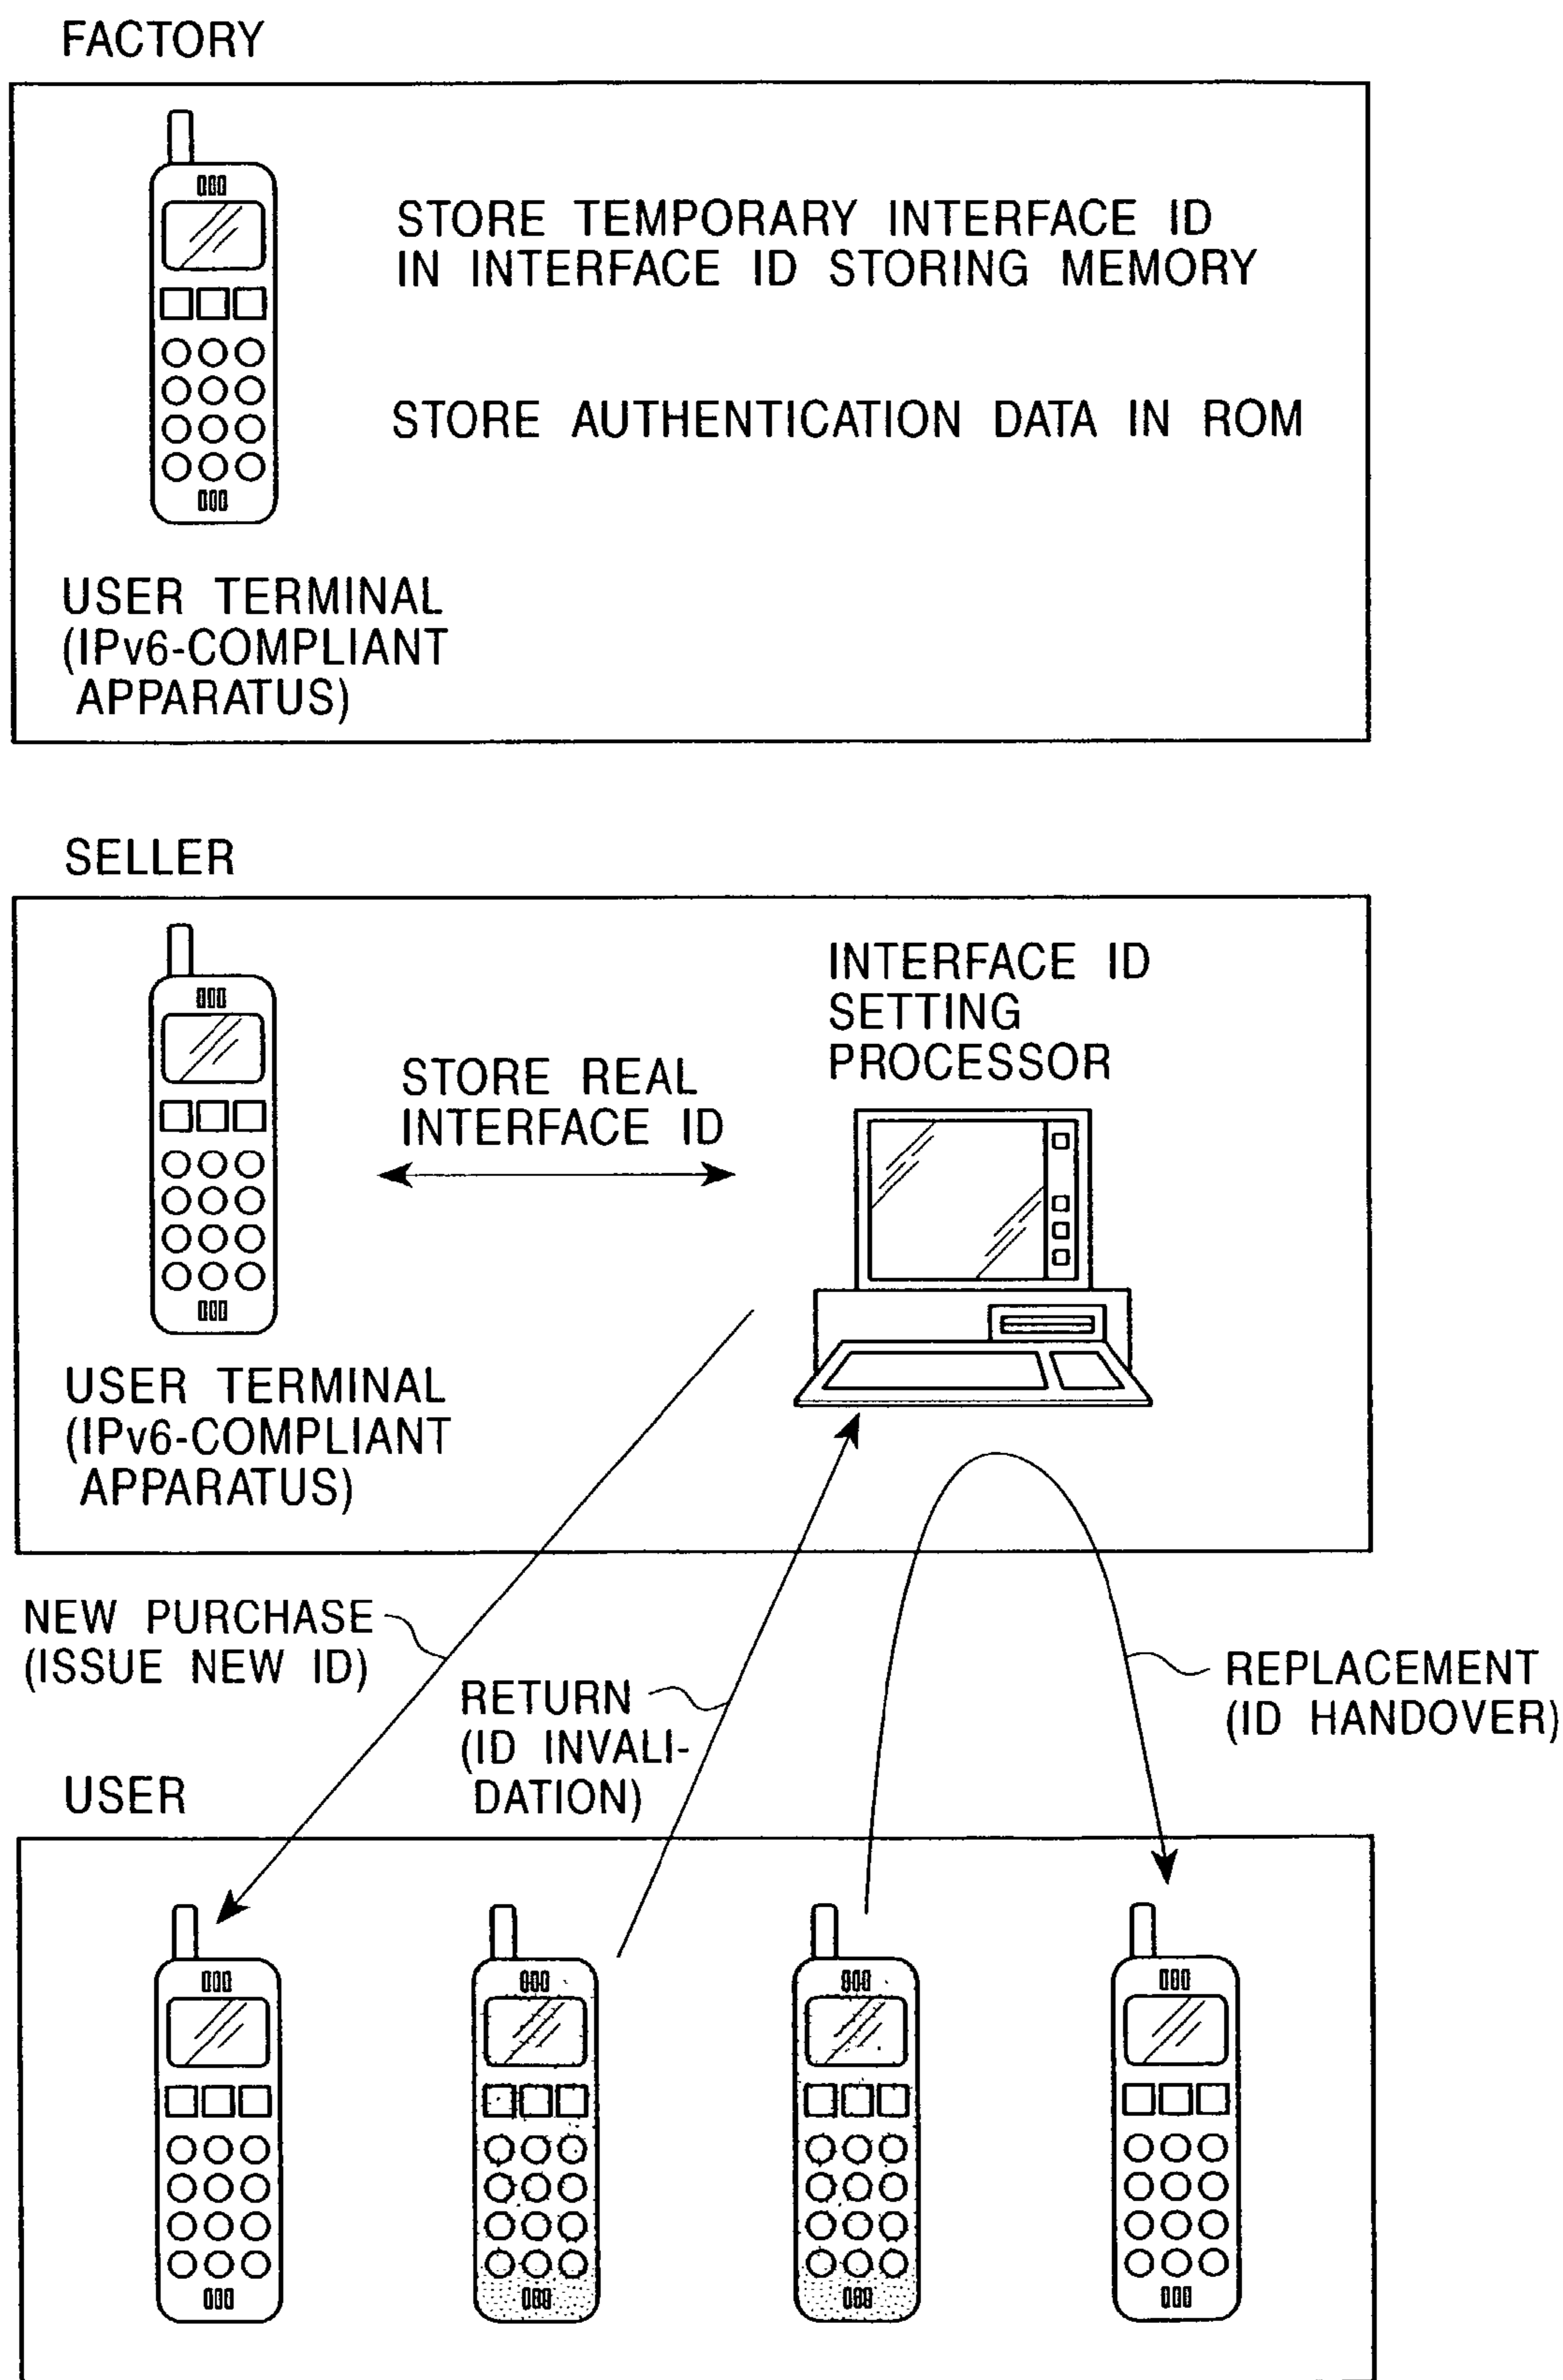 FACTORY
STORE TEMPORARY INTERFACE ID
IN INTERFACE ID STORING MEMORY
STORE AUTHENTICATION DATA IN ROM
USER TERMINAL
(IPv6-COMPLIANT
APPARATUS)
SELLER
INTERFACE ID
SETTING
PROCESSOR
STORE REAL
INTERFACE ID
USER TERMINAL
(IPv6-COMPLIANT
APPARATUS)
NEW PURCHASE
(ISSUE NEW ID)
RETURN
(ID INVALI-
DATION)
REPLACEMENT
(ID HANDOVER)
USER